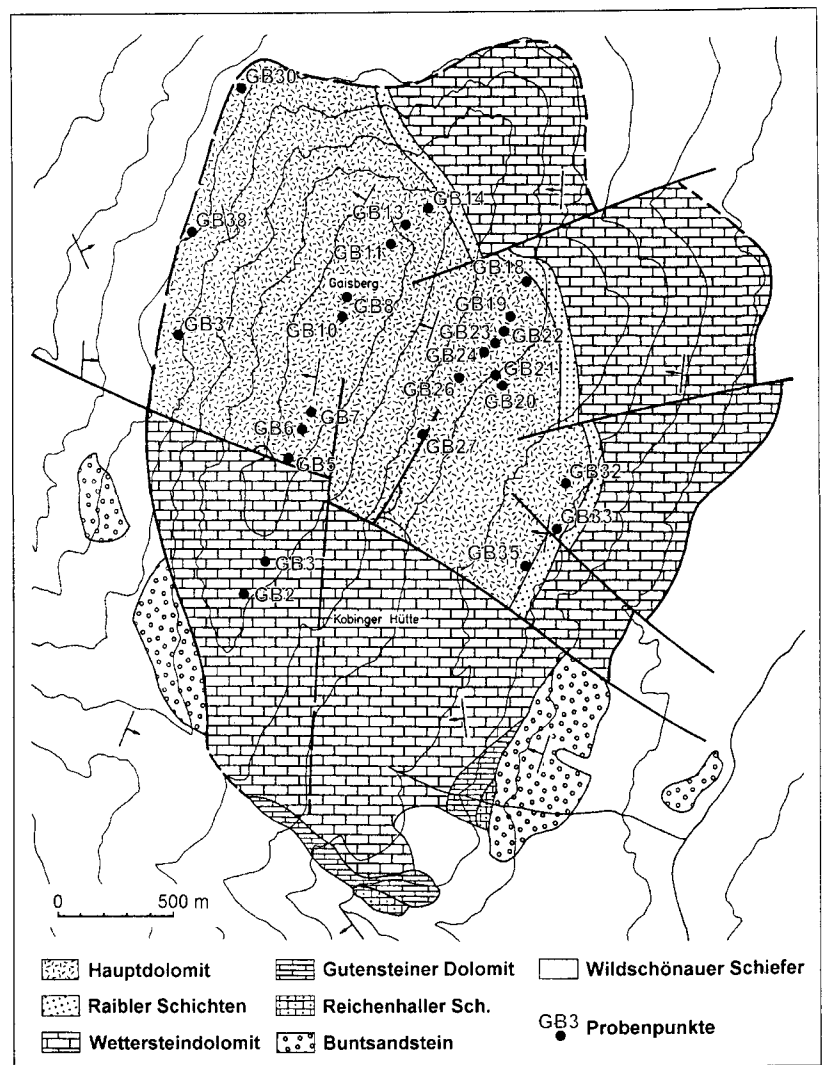 GB30
GB14
GB13
GB38
GB11
GB18
Gaisberg
GB8
GB19
GB10
GB23
GB22
GB37
GB24
GB21
GB26
GB20
GB7
GB6
GB27
GB5
GB32
GB33
GB3
GB35
GB2
Kobinger Hütte
0 500 m
Hauptdolomit Gutensteiner Dolomit Wildschönauer Schiefer
Raibler Schichten Reichenhaller Sch. GB3 Probenpunkte
Wettersteindolomit Buntsandstein